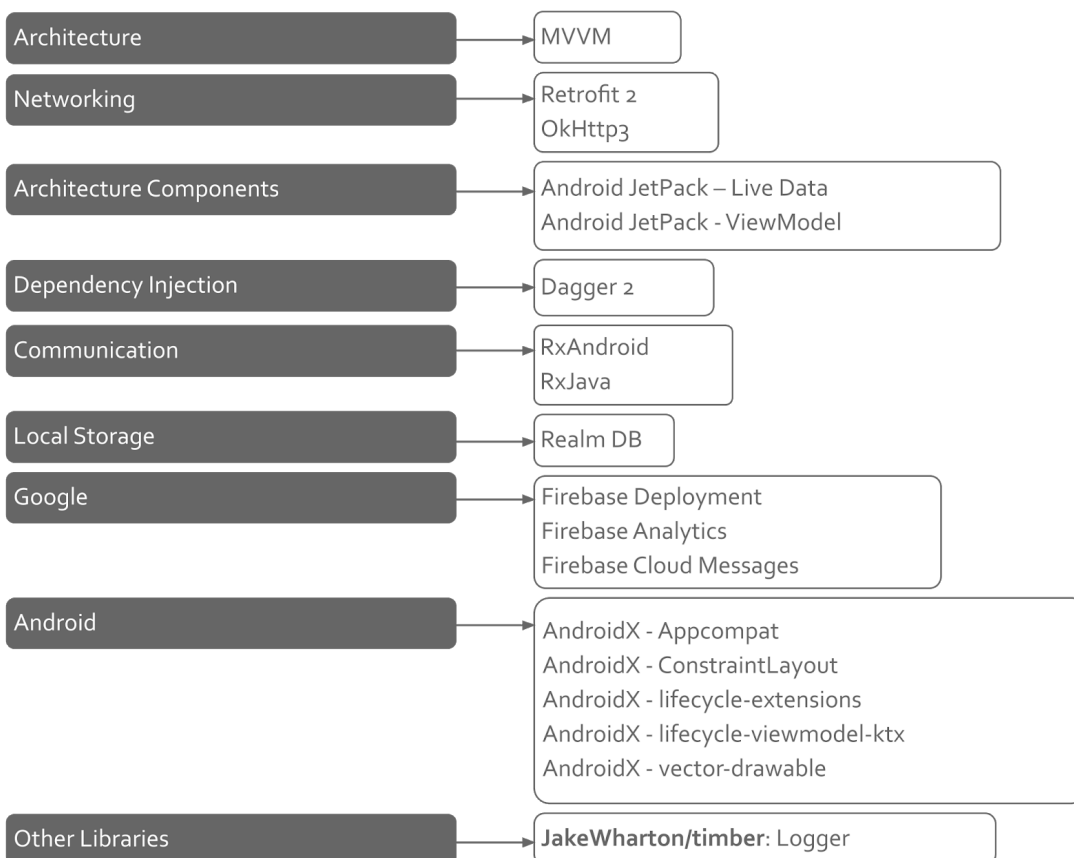 Architecture
MVVM
Networking
Retrofit 2
OkHttp3
Architecture Components
Android JetPack – Live Data
Android JetPack - ViewModel
Dependency Injection
Dagger 2
Communication
RxAndroid
RxJava
Local Storage
Realm DB
Google
Firebase Deployment
Firebase Analytics
Firebase Cloud Messages
Android
AndroidX - Appcompat
AndroidX - ConstraintLayout
AndroidX - lifecycle-extensions
AndroidX - lifecycle-viewmodel-ktx
AndroidX - vector-drawable
Other Libraries
JakeWharton/timber: Logger